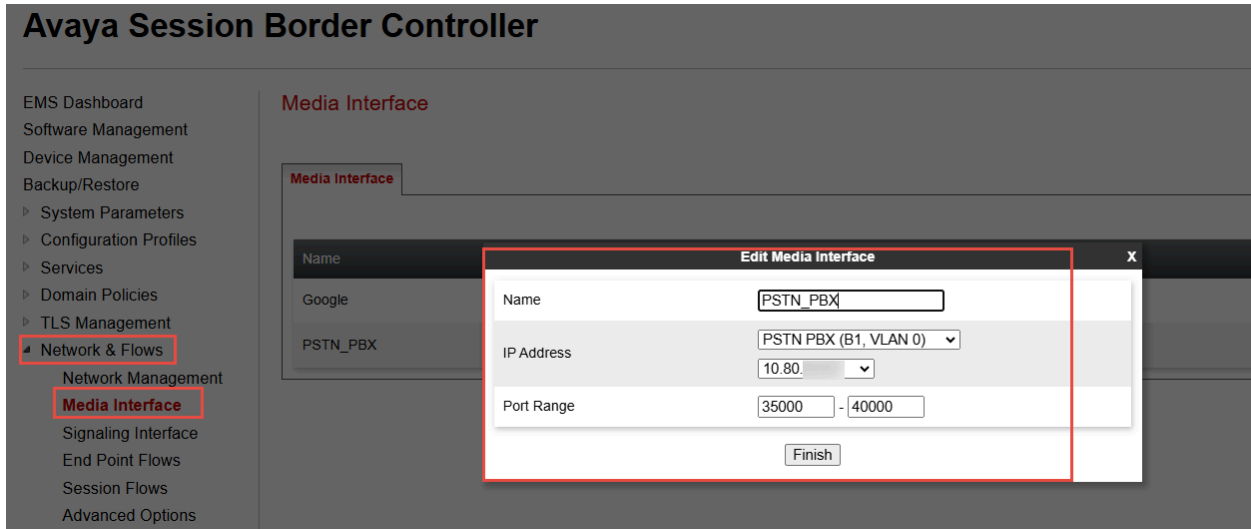 Avaya Session Border Controller
EMS Dashboard
Software Management
Device Management
Backup/Restore
System Parameters
Configuration Profiles
Services
Domain Policies
TLS Management
Network & Flows
Network Management
Media Interface
Signaling Interface
End Point Flows
Session Flows
Advanced Options
Media Interface
Media Interface
Name
Google
PSTN_PBX
Edit Media Interface X
Name PSTN_PBX
IP Address PSTN PBX (B1, VLAN 0)
10.80.
Port Range 35000 - 40000
Finish